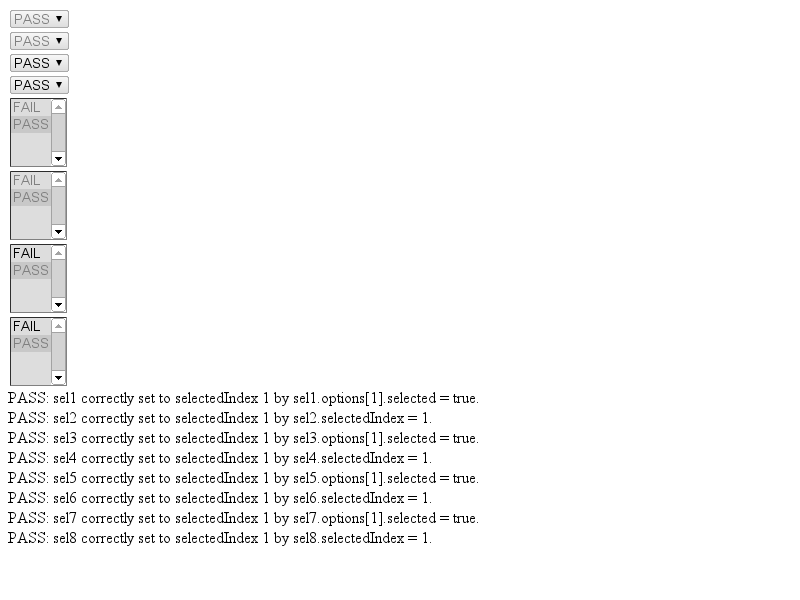 PASS
PASS
PASS
PASS
FAIL
PASS
FAIL
PASS
FAIL
PASS
FAIL
PASS
PASS: sel1 correctly set to selectedIndex 1 by sel1.options[1].selected = true.
PASS: sel2 correctly set to selectedIndex 1 by sel2.selectedIndex = 1.
PASS: sel3 correctly set to selectedIndex 1 by sel3.options[1].selected = true.
PASS: sel4 correctly set to selectedIndex 1 by sel4.selectedIndex = 1.
PASS: sel5 correctly set to selectedIndex 1 by sel5.options[1].selected = true.
PASS: sel6 correctly set to selectedIndex 1 by sel6.selectedIndex = 1.
PASS: sel7 correctly set to selectedIndex 1 by sel7.options[1].selected = true.
PASS: sel8 correctly set to selectedIndex 1 by sel8.selectedIndex = 1.